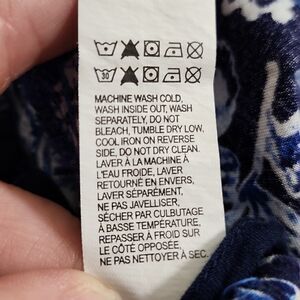 30
MACHINE WASH COLD,
WASH INSIDE OUT, WASH
SEPARATELY, DO NOT
BLEACH, TUMBLE DRY LOW,
COOL IRON ON REVERSE
SIDE, DO NOT DRY CLEAN.
LAVER À LA MACHINE À
L'EAU FROIDE, LAVER
RETOURNÉ EN ENVERS,
LAVER SÉPARÉMENT,
NE PAS JAVELLISER,
SÉCHER PAR CULBUTAGE
À BASSE TEMPÉRATURE,
REPASSER À FROID SUR
LE CÔTÉ OPPOSÉE,
NE PAS NETTOYER À SEC.